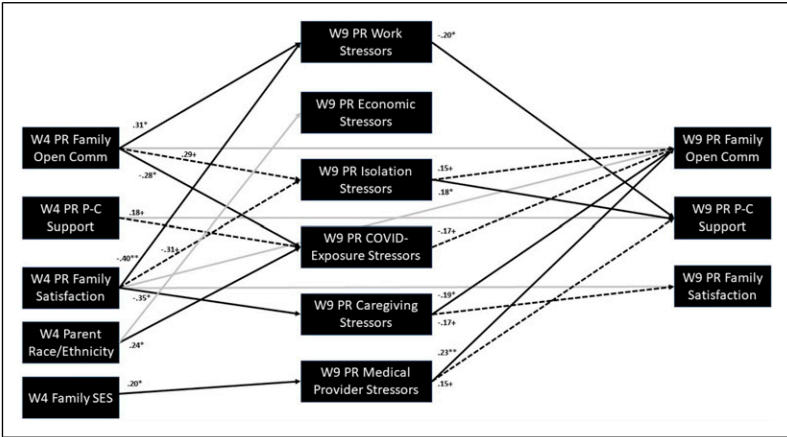 W4 PR Family
Open Comm
W4 PR P-C
Support
W4 PR Family
Satisfaction
W4 Parent
Race/Ethnicity
W4 Family SES
.31*
.29+
-.28*
.18+
-.31+
-.40**
-.35*
.24*
.20*
W9 PR Work
Stressors
W9 PR Economic
Stressors
W9 PR Isolation
Stressors
W9 PR COVID-
Exposure Stressors
W9 PR Caregiving
Stressors
W9 PR Medical
Provider Stressors
-.20*
.15+
.18*
-.17+
-.19*
-.17+
.23**
.15+
W9 PR Family
Open Comm
W9 PR P-C
Support
W9 PR Family
Satisfaction